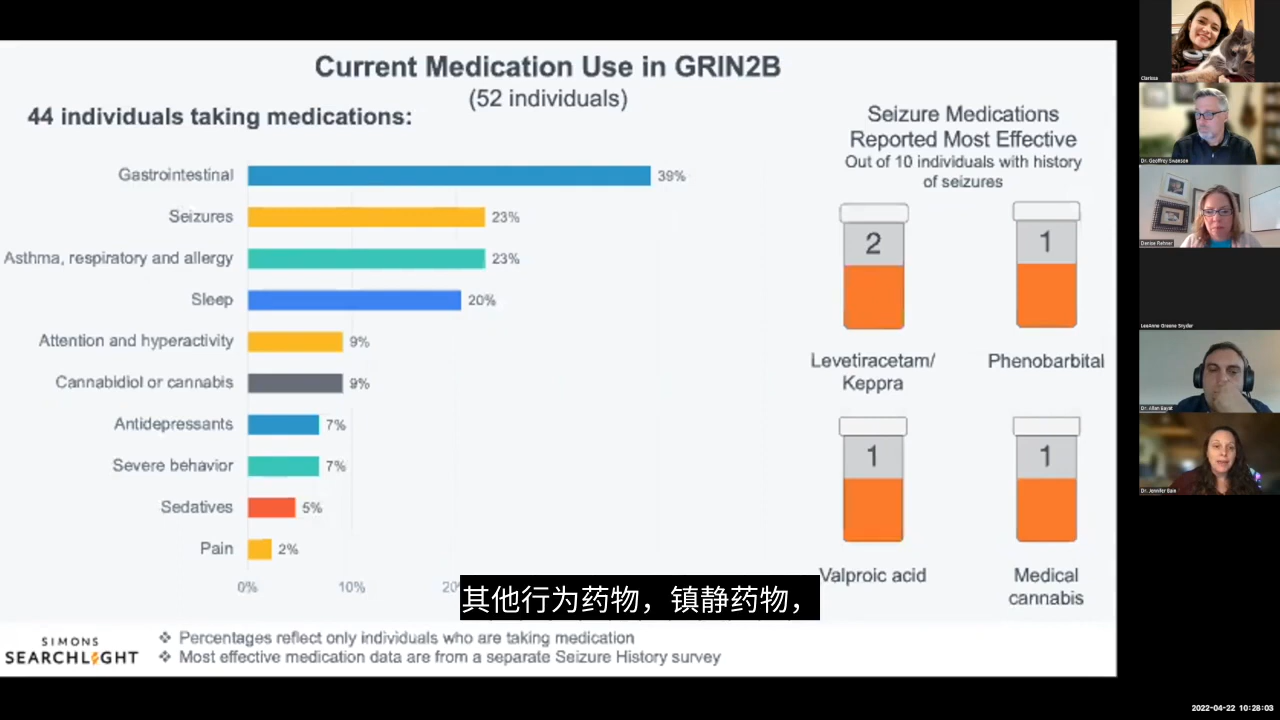 Current Medication Use in GRIN2B
(52 individuals)
44 individuals taking medications:
Gastrointestinal
39%
Seizures
23%
Asthma, respiratory and allergy
23%
Sleep
20%
Attention and hyperactivity
9%
Cannabidiol or cannabis
9%
Antidepressants
7%
Severe behavior
7%
Sedatives
5%
Pain
2%
0%
10%
20
Seizure Medications
Reported Most Effective
Out of 10 individuals with history
of seizures
2
Levetiracetam/
Keppra
1
Phenobarbital
1
Valproic acid
1
Medical
cannabis
其他行为药物，镇静药物，
SIMONS
SEARCHLIGHT
❖ Percentages reflect only individuals who are taking medication
❖ Most effective medication data are from a separate Seizure History survey
Clarissa
Dr. Geoffrey Swanson
Denise Rehner
LeeAnne Greene Snyder
Dr. Allan Bayat
Dr. Jennifer Bain
2022-04-22 10:28:03